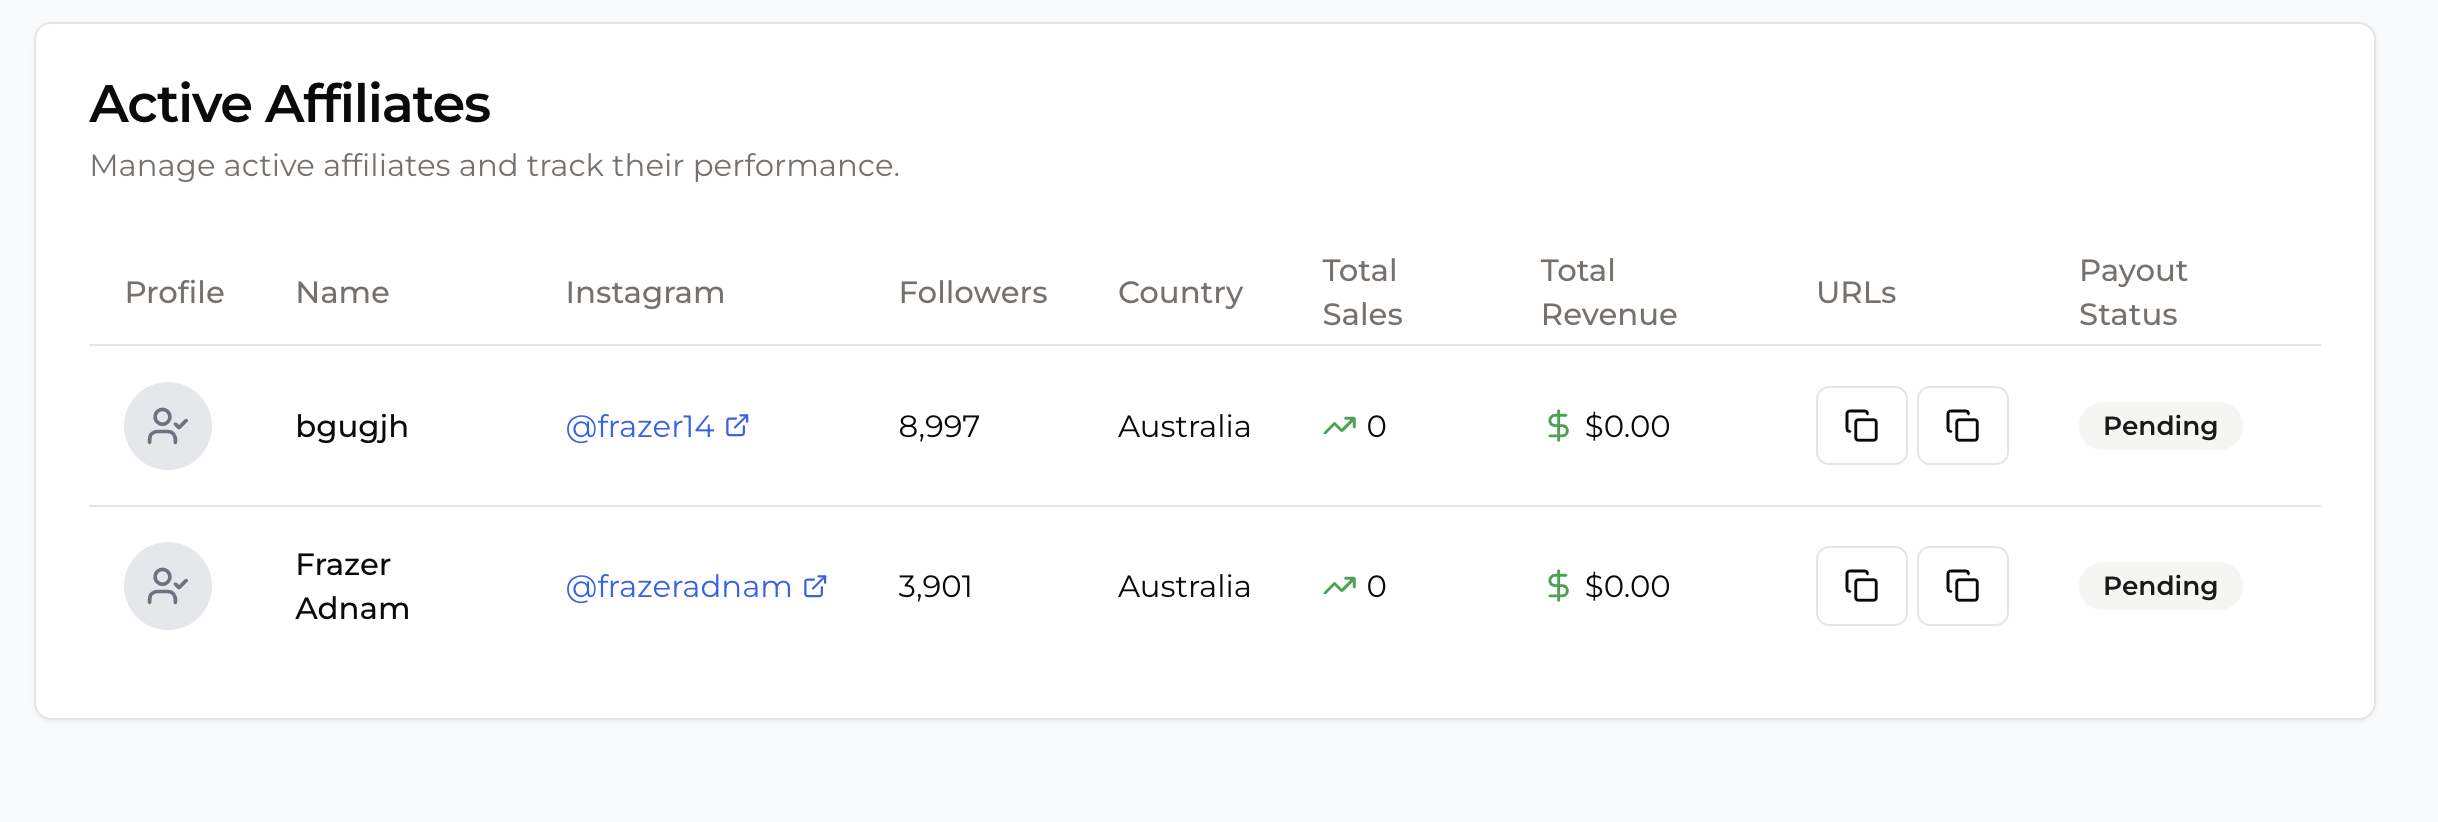 Active Affiliates
Manage active affiliates and track their performance.
Profile Name Instagram Followers Country Total Sales Total Revenue URLs Payout Status
bgugjh @frazer14 8,997 Australia 0 $ $0.00 Pending
Frazer Adnam @frazeradnam 3,901 Australia 0 $ $0.00 Pending